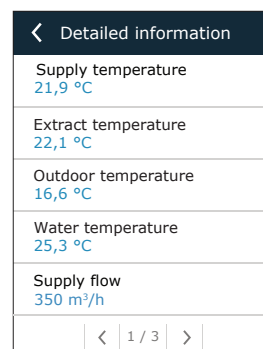 Detailed information
Supply temperature
21,9 °C
Extract temperature
22,1 °C
Outdoor temperature
16,6 °C
Water temperature
25,3 °C
Supply flow
350 m³/h
1 / 3